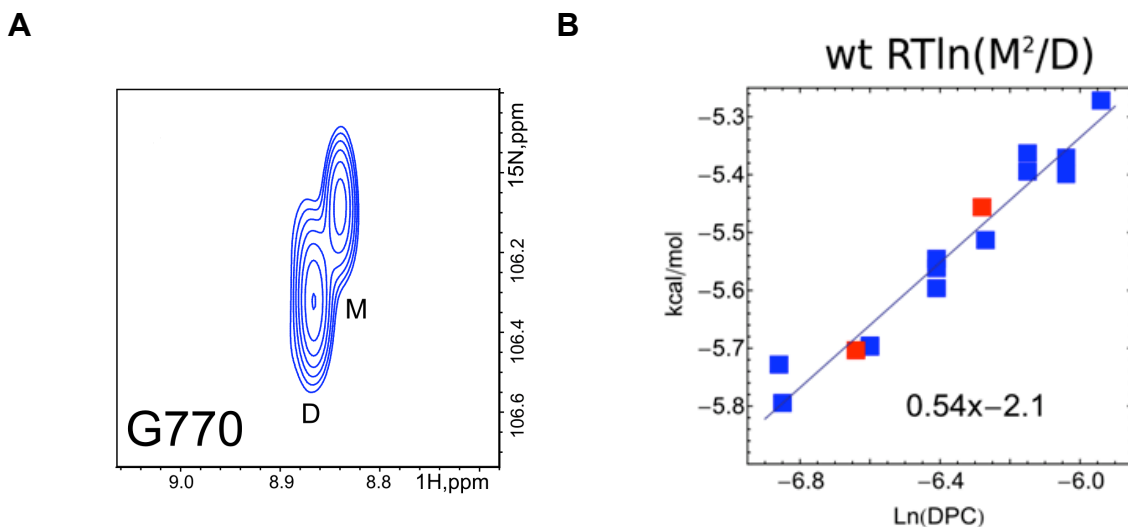 A
B
wt RTln(M²/D)
15N,ppm
106.2
106.4
106.6
M
D
G770
9.0
8.9
8.8
1H,ppm
kcal/mol
−5.3
−5.4
−5.5
−5.6
−5.7
−5.8
0.54x−2.1
−6.8
−6.4
−6.0
Ln(DPC)